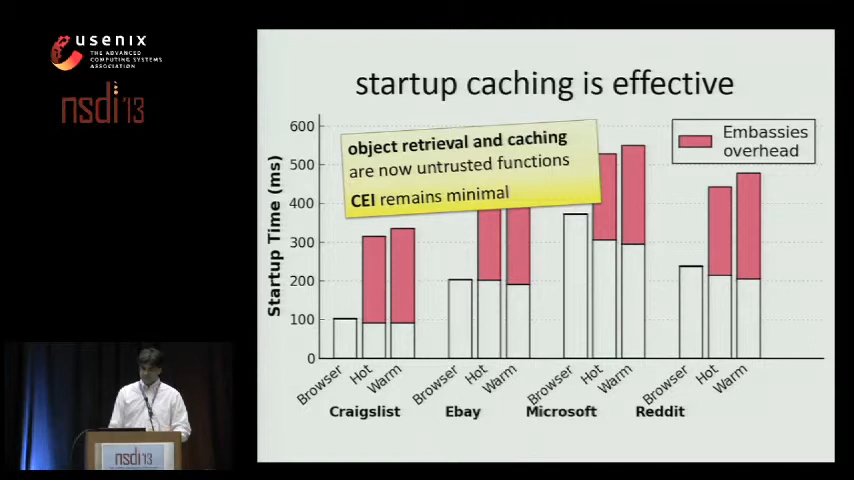 usenix
THE ADVANCED
COMPUTING SYSTEMS
ASSOCIATION
nsdi '13
startup caching is effective
object retrieval and caching
are now untrusted functions
CEI remains minimal
Embassies
overhead
Startup Time (ms)
600
500
400
300
200
100
0
Browser
Hot
Warm
Browser
Hot
Warm
Browser
Hot
Warm
Browser
Hot
Warm
Craigslist
Ebay
Microsoft
Reddit
nsdi '13